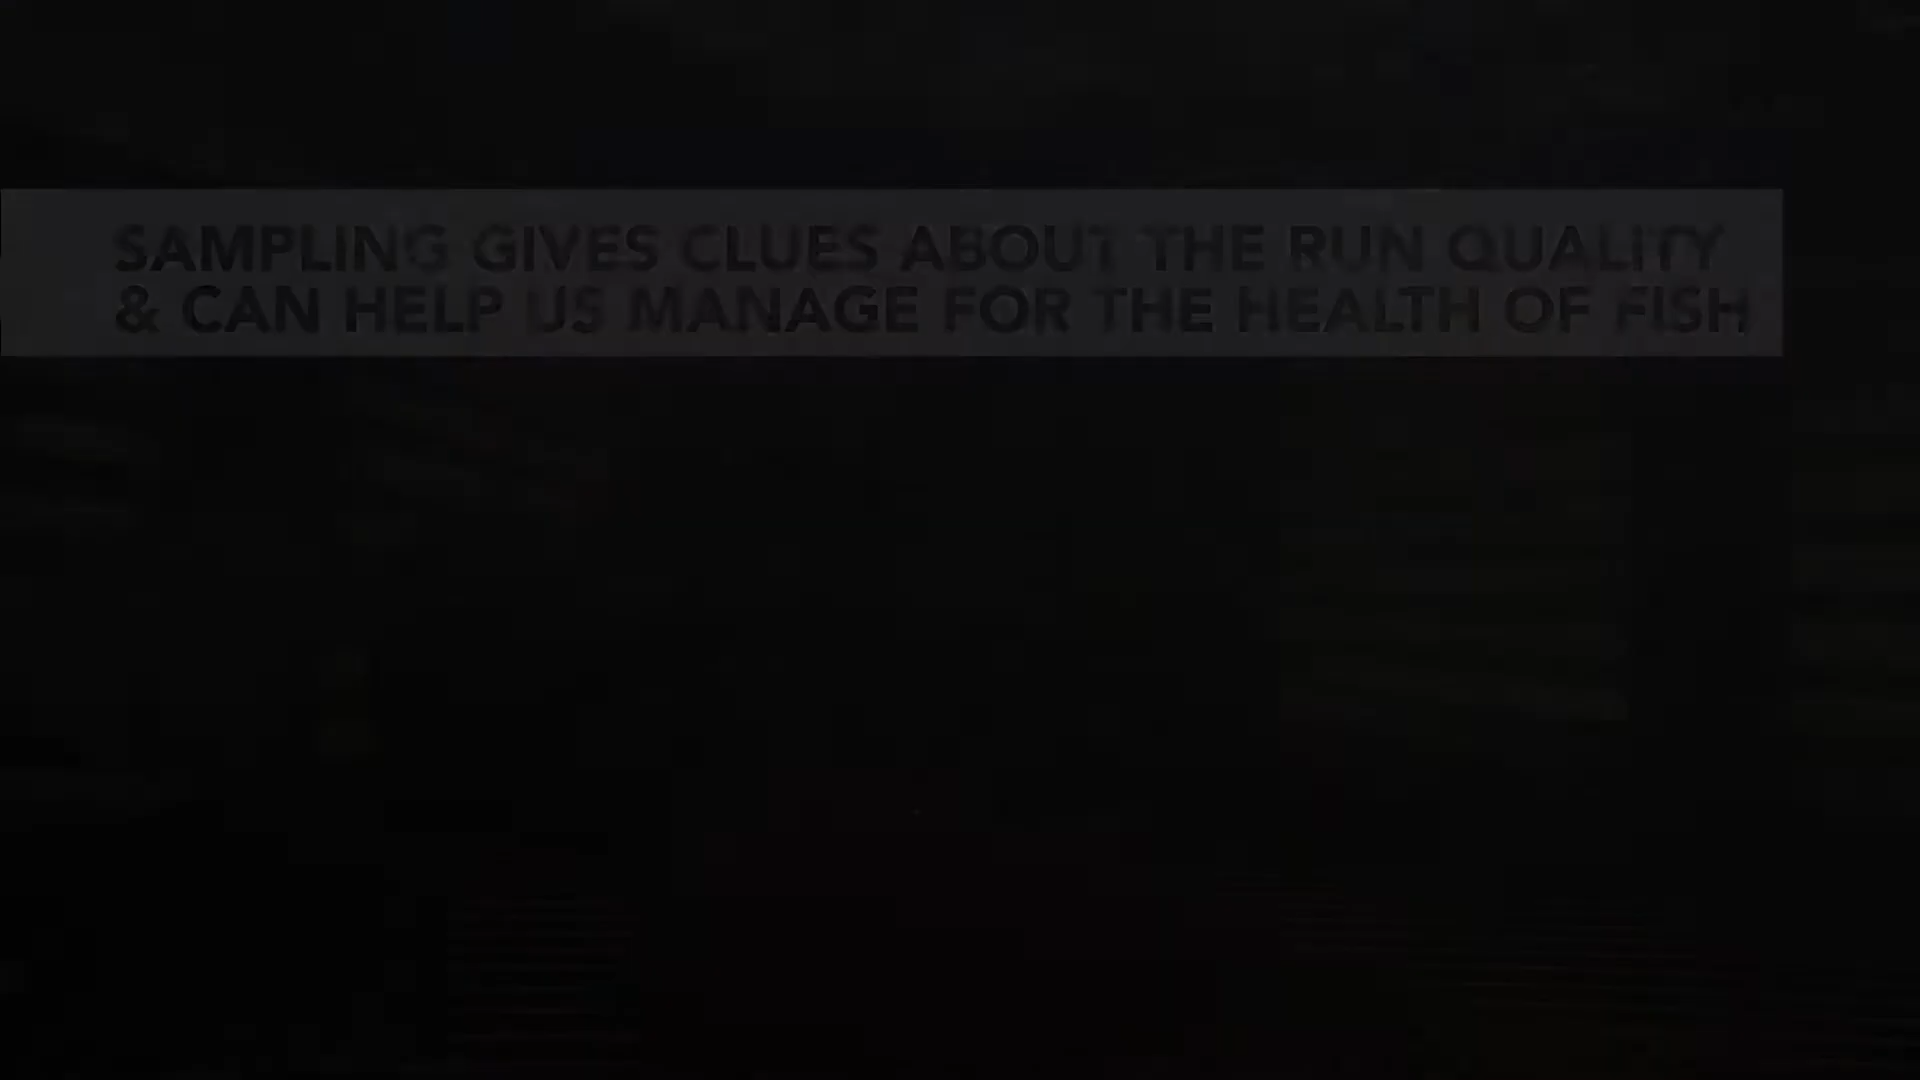 SAMPLING GIVES CLUES ABOUT THE RUN QUALITY
& CAN HELP US MANAGE FOR THE HEALTH OF FISH